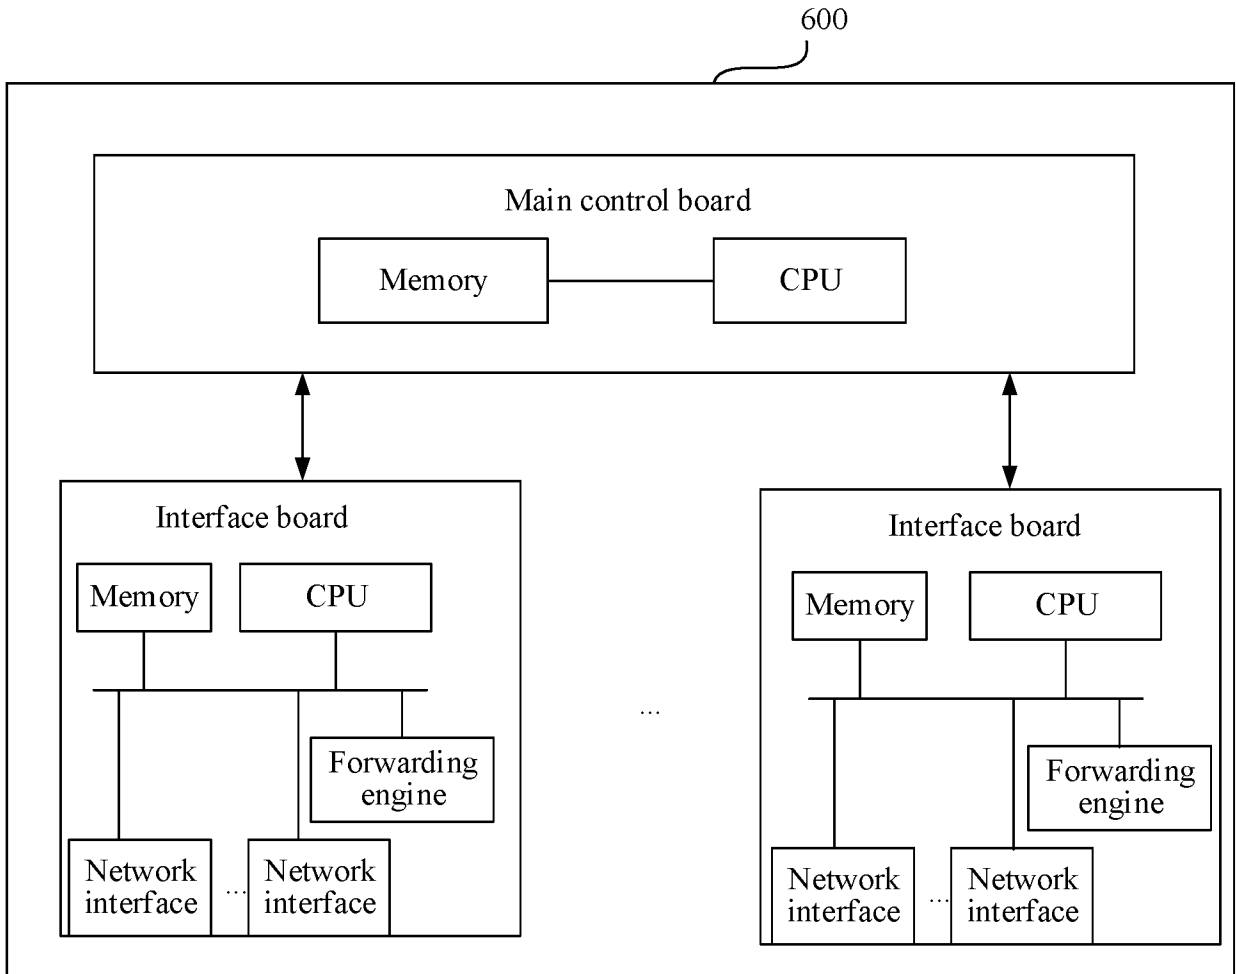 600
Main control board
Memory
CPU
Interface board
Memory
CPU
Forwarding
engine
Network
interface
...
Network
interface
...
Interface board
Memory
CPU
Forwarding
engine
Network
interface
...
Network
interface